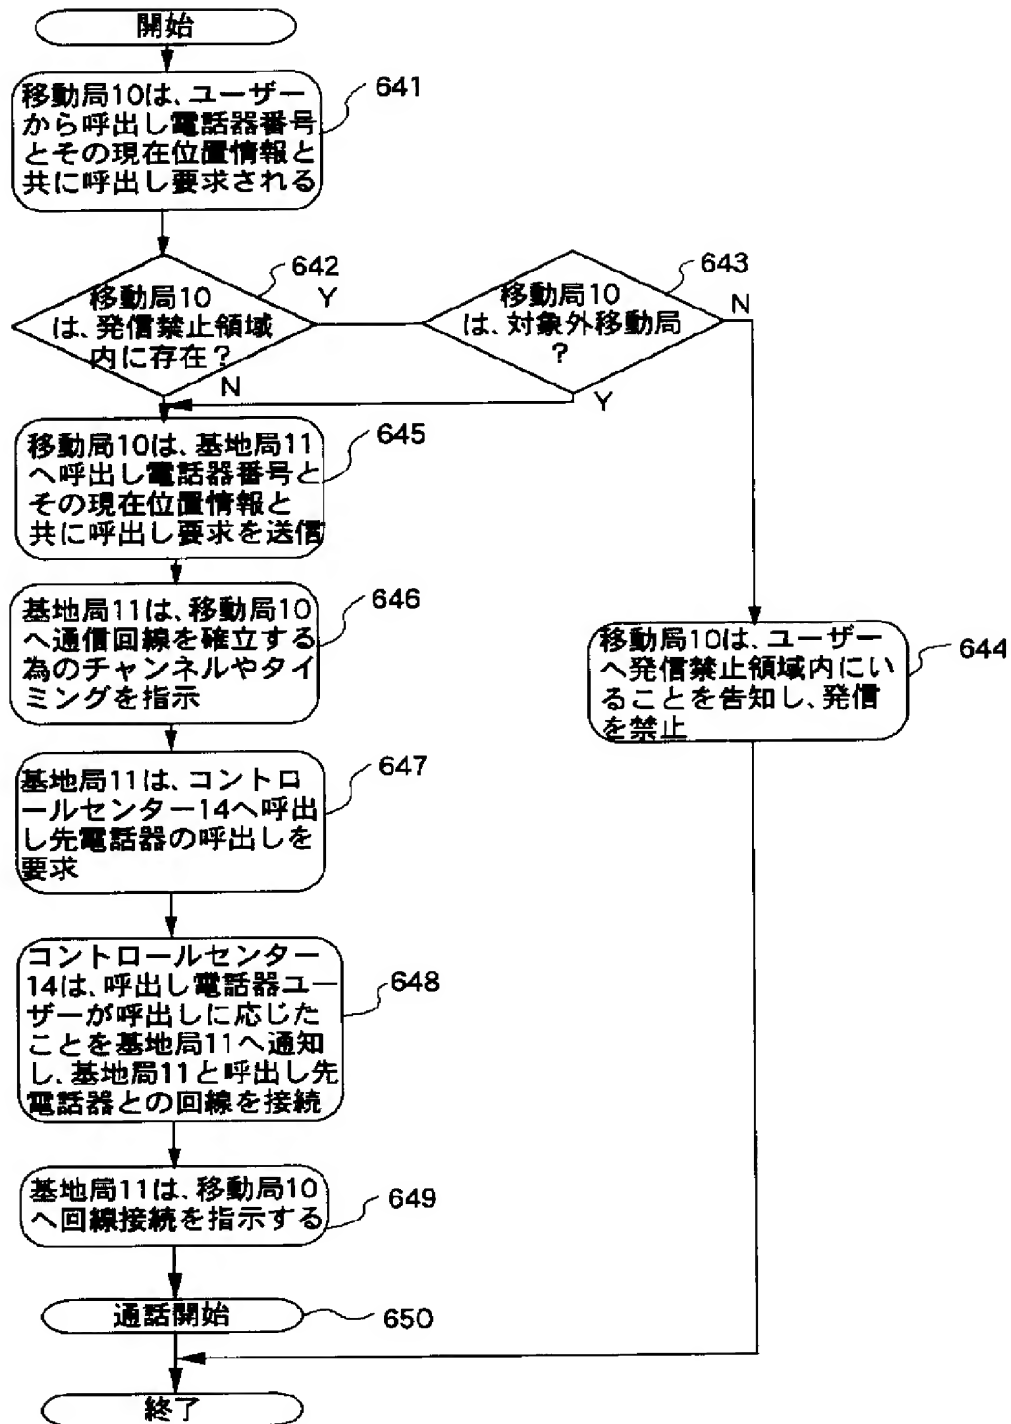 開始
移動局10は、ユーザー
から呼出し電話器番号
とその現在位置情報と
共に呼出し要求される
641
642
移動局10
は、発信禁止領域
内に存在?
Y
N
643
移動局10
は、対象外移動局
?
N
Y
移動局10は、基地局11
へ呼出し電話器番号と
その現在位置情報と
共に呼出し要求を送信
645
基地局11は、移動局10
へ通信回線を確立する
為のチャンネルやタイ
ミングを指示
646
移動局10は、ユーザー
へ発信禁止領域内にい
ることを告知し、発信
を禁止
644
基地局11は、コントロ
ールセンター14へ呼出
し先電話器の呼出しを
要求
647
コントロールセンター
14は、呼出し電話器ユー
ザーが呼出しに応じた
ことを基地局11へ通知
し、基地局11と呼出し先
電話器との回線を接続
648
基地局11は、移動局10
へ回線接続を指示する
649
通話開始
650
終了